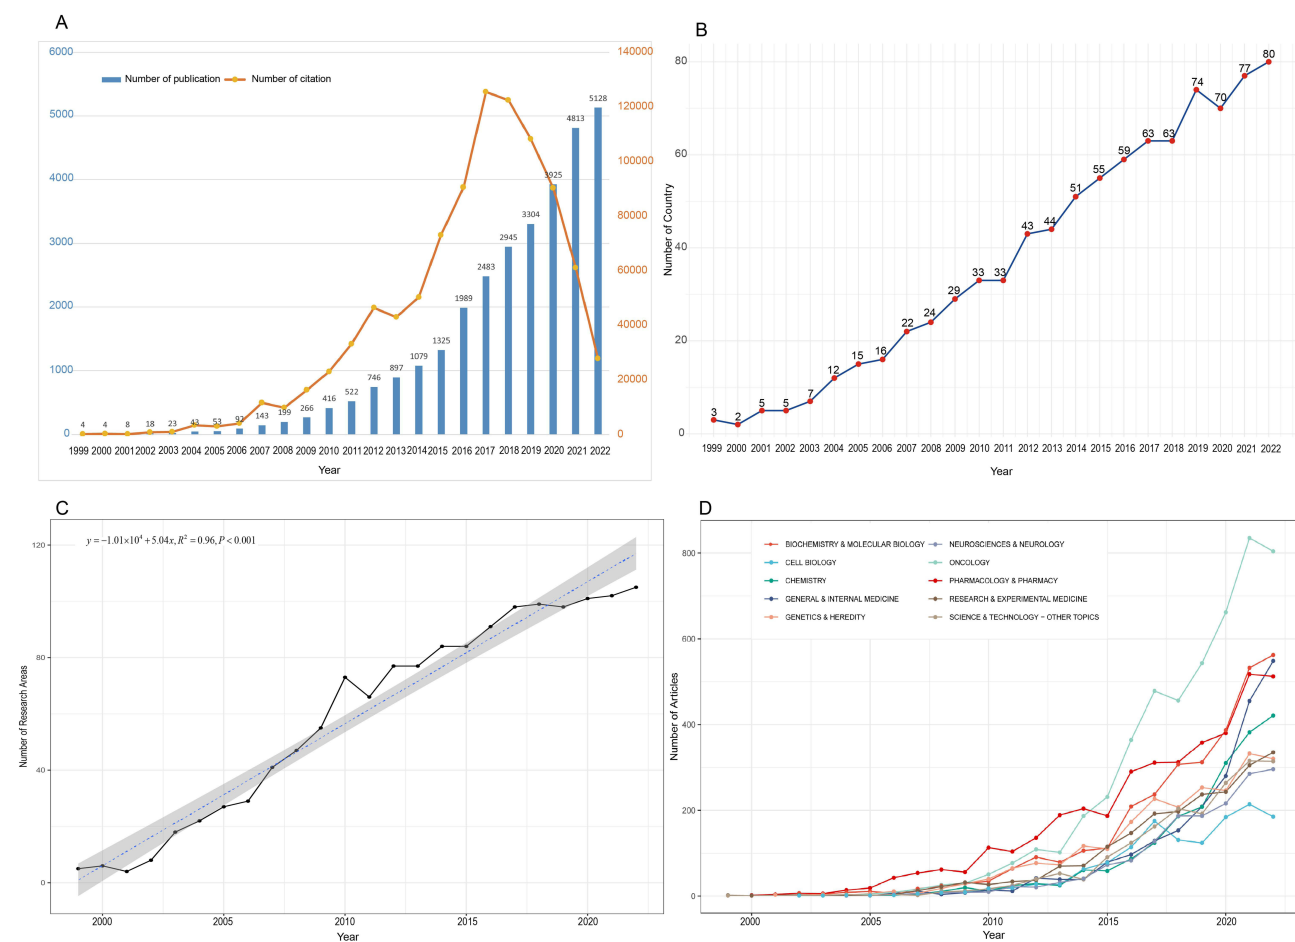 A
6000
5000
4000
3000
2000
1000
0
140000
120000
100000
80000
60000
40000
20000
0
Number of publication
Number of citation
4 4 8 18 23 43 53 92 143 199 266 416 522 746 897 1079 1325 1989 2483 2945 3304 3925 4813 5128
1999 2000 2001 2002 2003 2004 2005 2006 2007 2008 2009 2010 2011 2012 2013 2014 2015 2016 2017 2018 2019 2020 2021 2022
Year
B
Number of Country
80
60
40
20
0
3 2 5 5 7 12 15 16 22 24 29 33 33 43 44 51 55 59 63 63 74 70 77 80
1999 2000 2001 2002 2003 2004 2005 2006 2007 2008 2009 2010 2011 2012 2013 2014 2015 2016 2017 2018 2019 2020 2021 2022
Year
C
y = −1.01×10⁴ + 5.04x, R² = 0.96, P < 0.001
Number of Research Areas
120
80
40
0
2000 2005 2010 2015 2020
Year
D
BIOCHEMISTRY & MOLECULAR BIOLOGY
CELL BIOLOGY
CHEMISTRY
GENERAL & INTERNAL MEDICINE
GENETICS & HEREDITY
NEUROSCIENCES & NEUROLOGY
ONCOLOGY
PHARMACOLOGY & PHARMACY
RESEARCH & EXPERIMENTAL MEDICINE
SCIENCE & TECHNOLOGY − OTHER TOPICS
Number of Articles
800
600
400
200
0
2000 2005 2010 2015 2020
Year